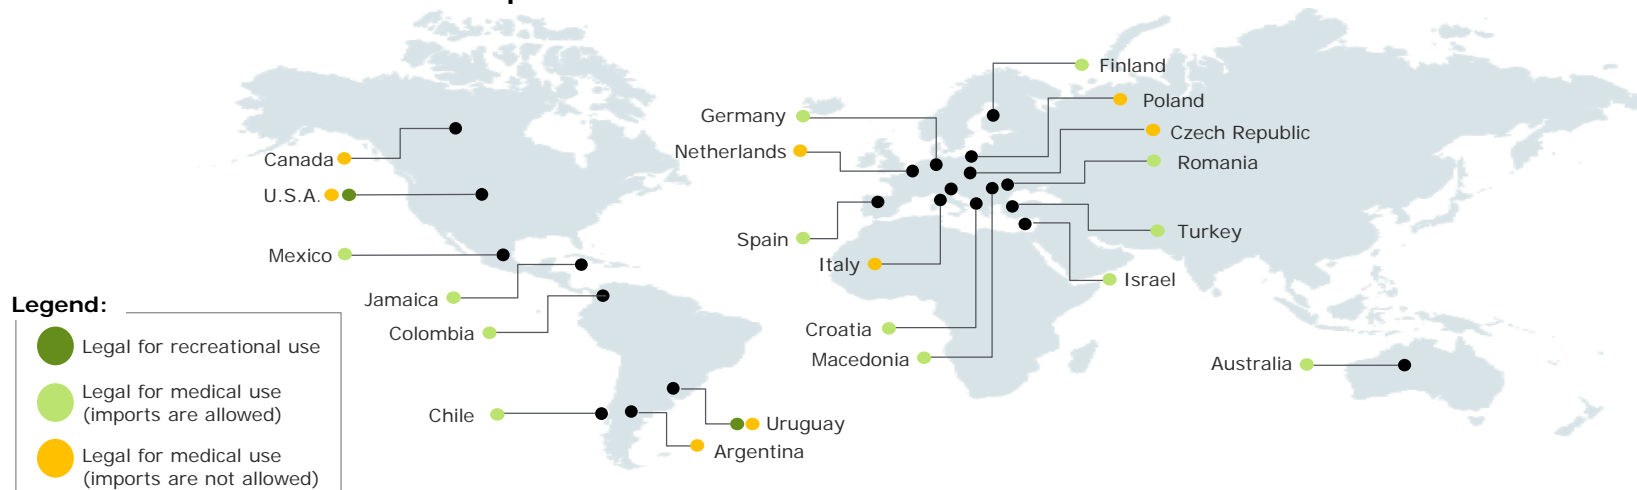 Finland
Poland
Germany
Czech Republic
Netherlands
Canada
Romania
U.S.A.
Turkey
Spain
Mexico
Italy
Israel
Jamaica
Legend:
Colombia
Croatia
Legal for recreational use
Macedonia
Australia
Legal for medical use
(imports are allowed)
Chile
Uruguay
Argentina
Legal for medical use
(imports are not allowed)